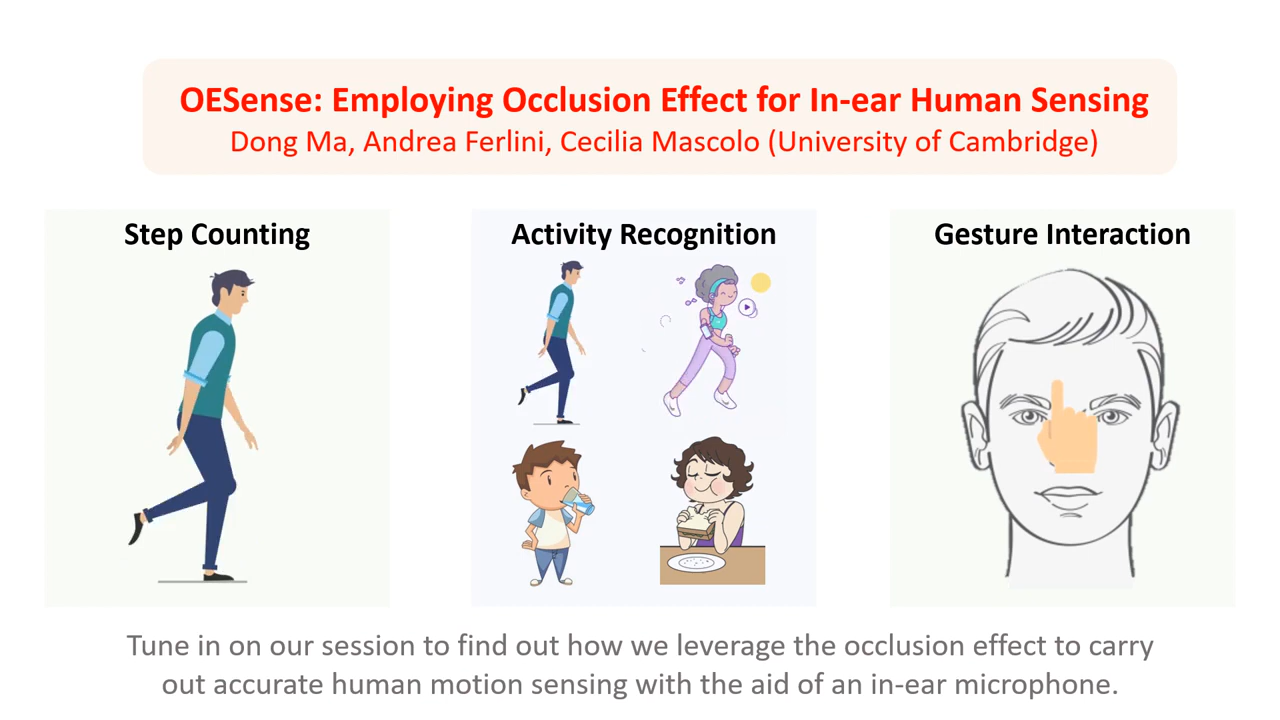 OESense: Employing Occlusion Effect for In-ear Human Sensing
Dong Ma, Andrea Ferlini, Cecilia Mascolo (University of Cambridge)
Step Counting
Activity Recognition
Gesture Interaction
Tune in on our session to find out how we leverage the occlusion effect to carry
out accurate human motion sensing with the aid of an in-ear microphone.